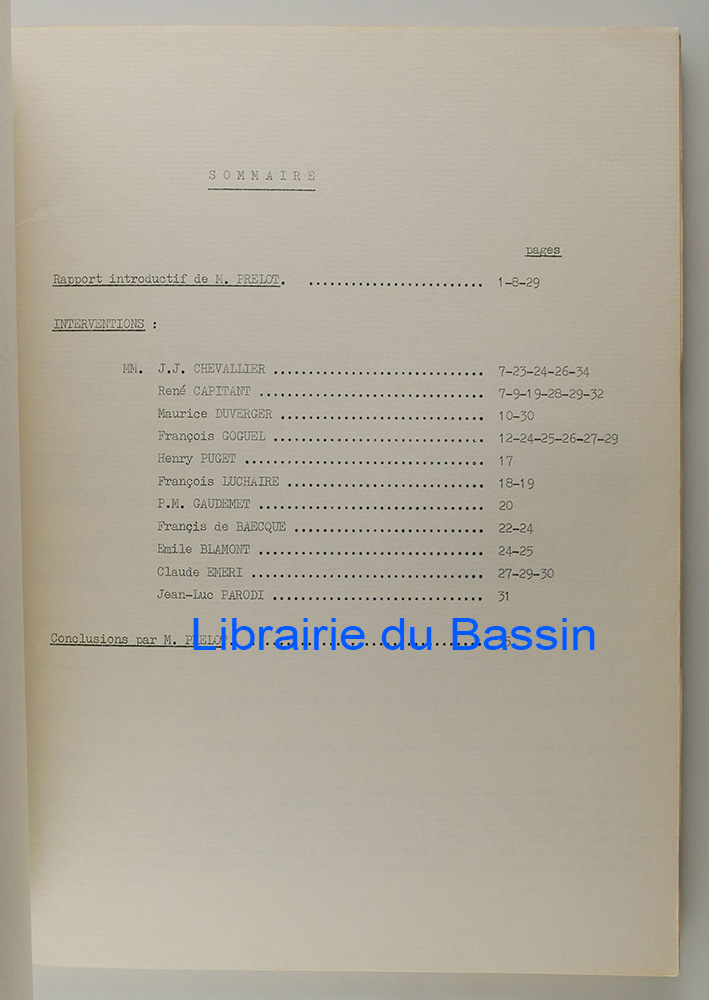 SOMMAIRE
pages
Rapport introductif de M. PRELOT. ........................ 1-8-29
INTERVENTIONS :
MM. J.J. CHEVALLIER .............................. 7-23-24-26-34
René CAPITANT ................................ 7-9-19-28-29-32
Maurice DUVERGER ............................. 10-30
François GOGUEL .............................. 12-24-25-26-27-29
Henry PUGET .................................. 17
François LUCHAIRE ............................ 18-19
P.M. GAUDEMET ................................ 20
Françis de BAECQUE ........................... 22-24
Emile BLAMONT ................................ 24-25
Claude EMERI ................................. 27-29-30
Jean-Luc PARODI .............................. 31
Conclusions par M. PRELOT. ..................................
Librairie du Bassin